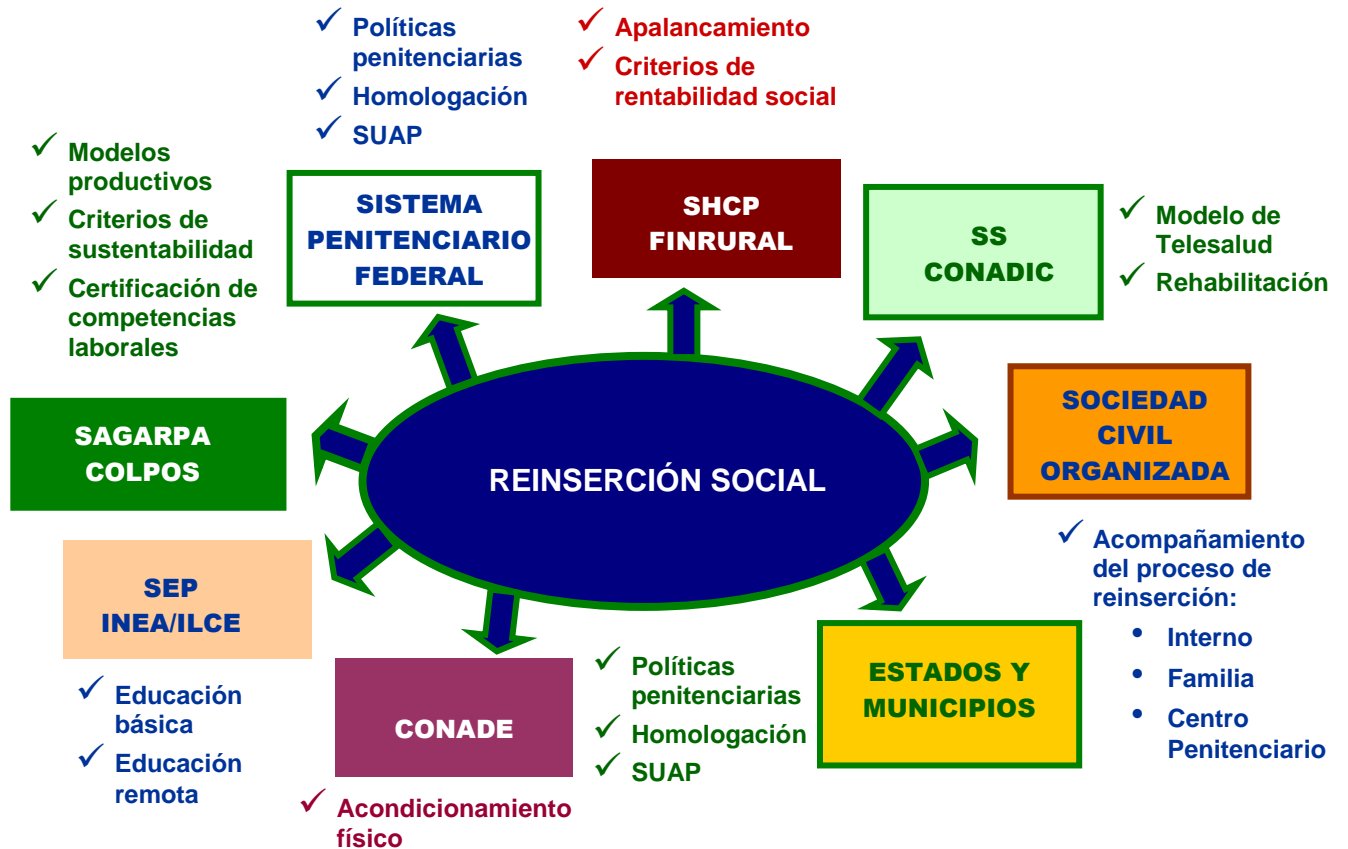 ✓ Políticas
penitenciarias
✓ Homologación
✓ SUAP
✓ Apalancamiento
✓ Criterios de
rentabilidad social
✓ Modelos
productivos
✓ Criterios de
sustentabilidad
✓ Certificación de
competencias
laborales
SISTEMA
PENITENCIARIO
FEDERAL
SHCP
FINRURAL
SS
CONADIC
✓ Modelo de
Telesalud
✓ Rehabilitación
SAGARPA
COLPOS
REINSERCIÓN SOCIAL
SOCIEDAD
CIVIL
ORGANIZADA
✓ Acompañamiento
del proceso de
reinserción:
• Interno
• Familia
• Centro
Penitenciario
SEP
INEA/ILCE
✓ Educación
básica
✓ Educación
remota
CONADE
✓ Acondicionamiento
físico
✓ Políticas
penitenciarias
✓ Homologación
✓ SUAP
ESTADOS Y
MUNICIPIOS